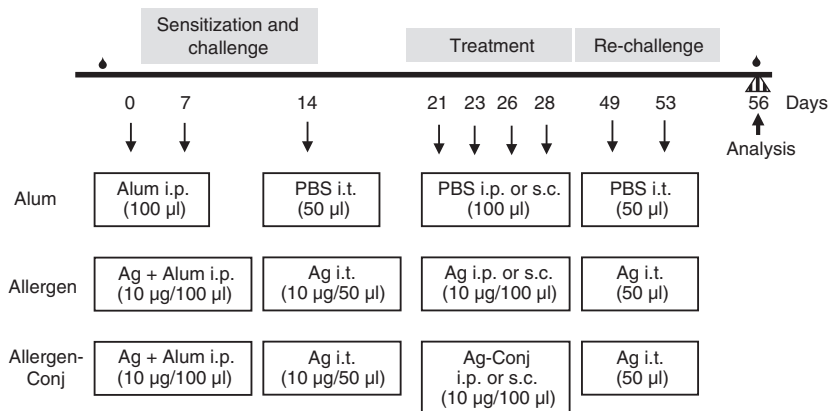 Sensitization and
challenge
Treatment
Re-challenge
0 7 14 21 23 26 28 49 53 56 Days
Analysis
Alum
Alum i.p.
(100 µl)
PBS i.t.
(50 µl)
PBS i.p. or s.c.
(100 µl)
PBS i.t.
(50 µl)
Allergen
Ag + Alum i.p.
(10 µg/100 µl)
Ag i.t.
(10 µg/50 µl)
Ag i.p. or s.c.
(10 µg/100 µl)
Ag i.t.
(50 µl)
Allergen-
Conj
Ag + Alum i.p.
(10 µg/100 µl)
Ag i.t.
(10 µg/50 µl)
Ag-Conj
i.p. or s.c.
(10 µg/100 µl)
Ag i.t.
(50 µl)